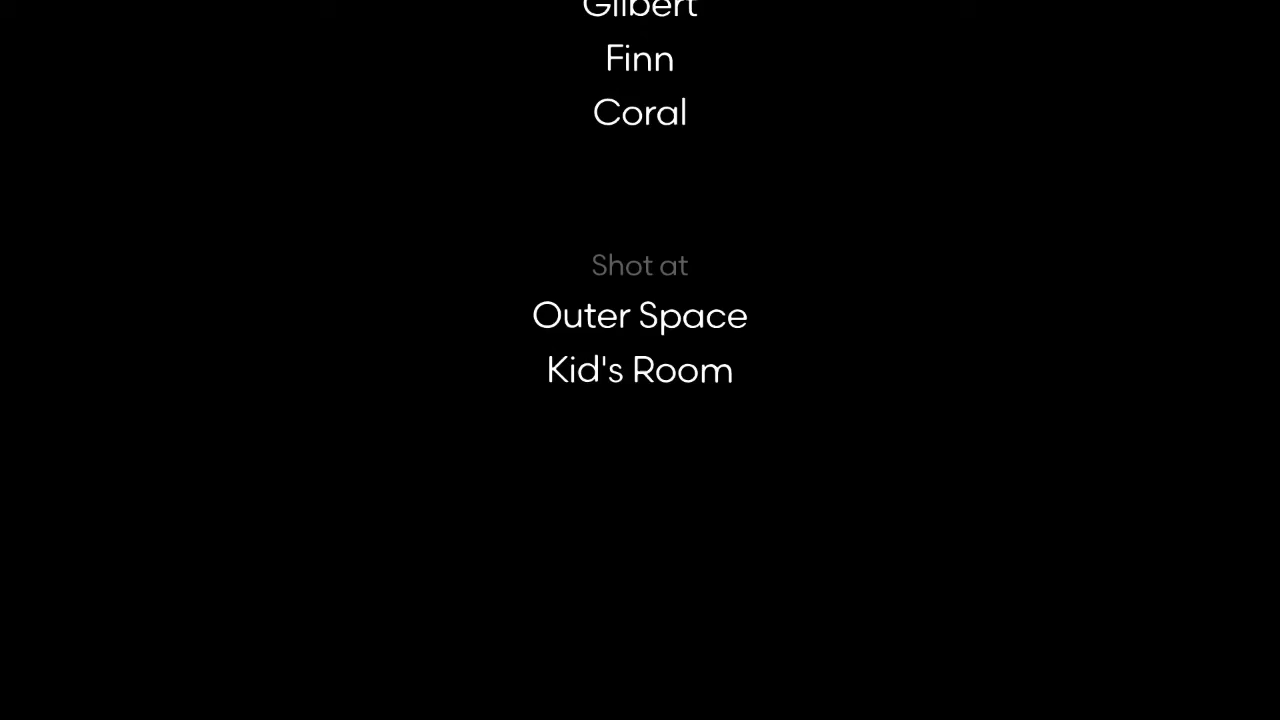 Gilbert
Finn
Coral
Shot at
Outer Space
Kid's Room